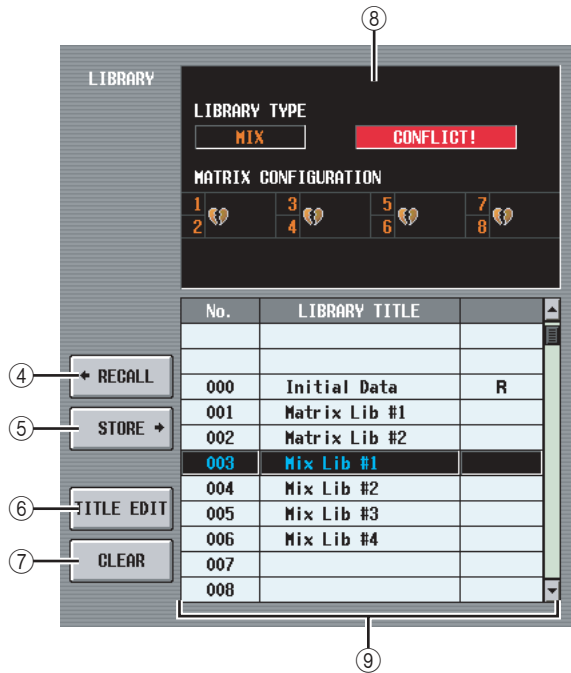 ⑧
LIBRARY
LIBRARY TYPE
MIX CONFLICT!
MATRIX CONFIGURATION
1 3 5 7
2 4 6 8
No. LIBRARY TITLE
④ RECALL
000 Initial Data R
001 Matrix Lib #1
⑤ STORE
002 Matrix Lib #2
003 Mix Lib #1
004 Mix Lib #2
⑥ TITLE EDIT
005 Mix Lib #3
006 Mix Lib #4
⑦ CLEAR
007
008
⑨